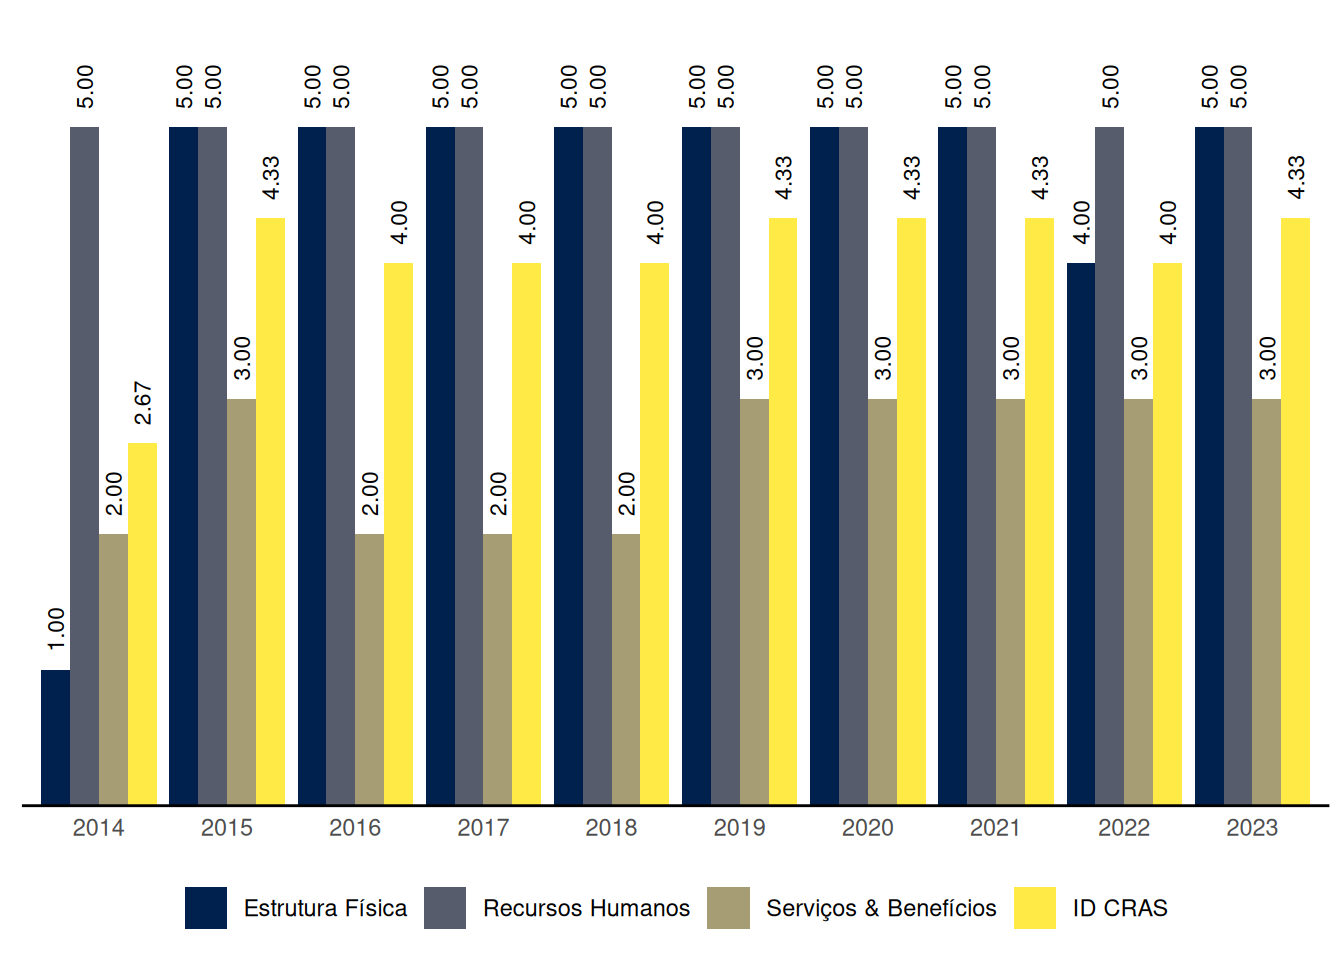 5.00 5.00 5.00 5.00 5.00 5.00 5.00 5.00 5.00 5.00 5.00 5.00 5.00 5.00 5.00 5.00 5.00 5.00
4.33 4.33 4.33 4.33 4.33
4.00 4.00 4.00 4.00 4.00
3.00 3.00 3.00 3.00 3.00 3.00
2.67
2.00 2.00 2.00 2.00
1.00
2014 2015 2016 2017 2018 2019 2020 2021 2022 2023
Estrutura Física Recursos Humanos Serviços & Benefícios ID CRAS